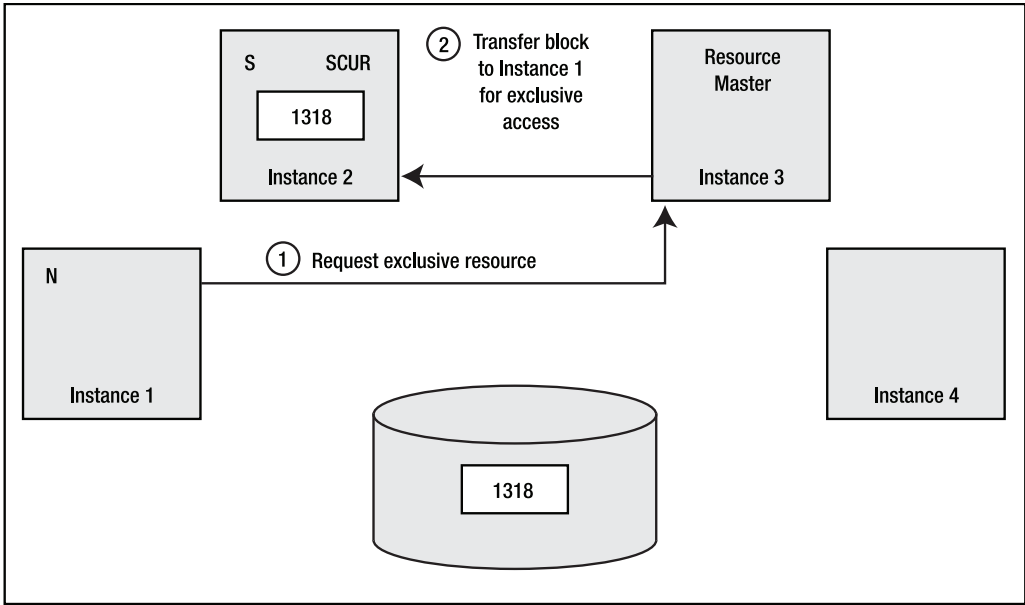 S SCUR
1318
Instance 2
2 Transfer block
to Instance 1
for exclusive
access
Resource
Master
Instance 3
1 Request exclusive resource
N
Instance 1
Instance 4
1318